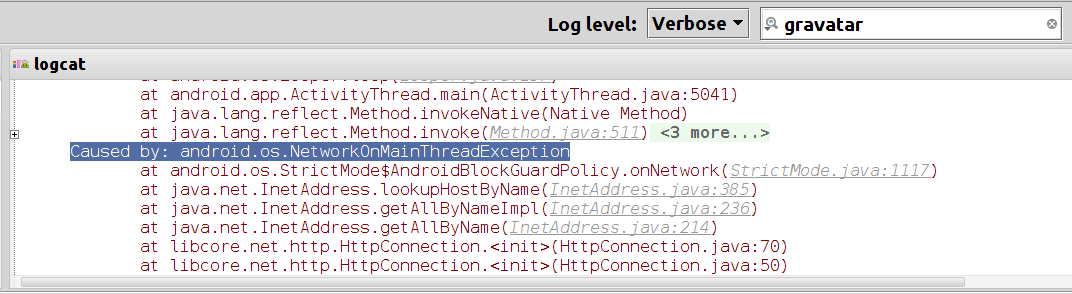 Log level: Verbose gravatar
logcat
at android.app.ActivityThread.main(ActivityThread.java:5041)
at java.lang.reflect.Method.invokeNative(Native Method)
at java.lang.reflect.Method.invoke(Method.java:511) <3 more...>
Caused by: android.os.NetworkOnMainThreadException
at android.os.StrictMode$AndroidBlockGuardPolicy.onNetwork(StrictMode.java:1117)
at java.net.InetAddress.lookupHostByName(InetAddress.java:385)
at java.net.InetAddress.getAllByNameImpl(InetAddress.java:236)
at java.net.InetAddress.getAllByName(InetAddress.java:214)
at libcore.net.http.HttpConnection.<init>(HttpConnection.java:70)
at libcore.net.http.HttpConnection.<init>(HttpConnection.java:50)